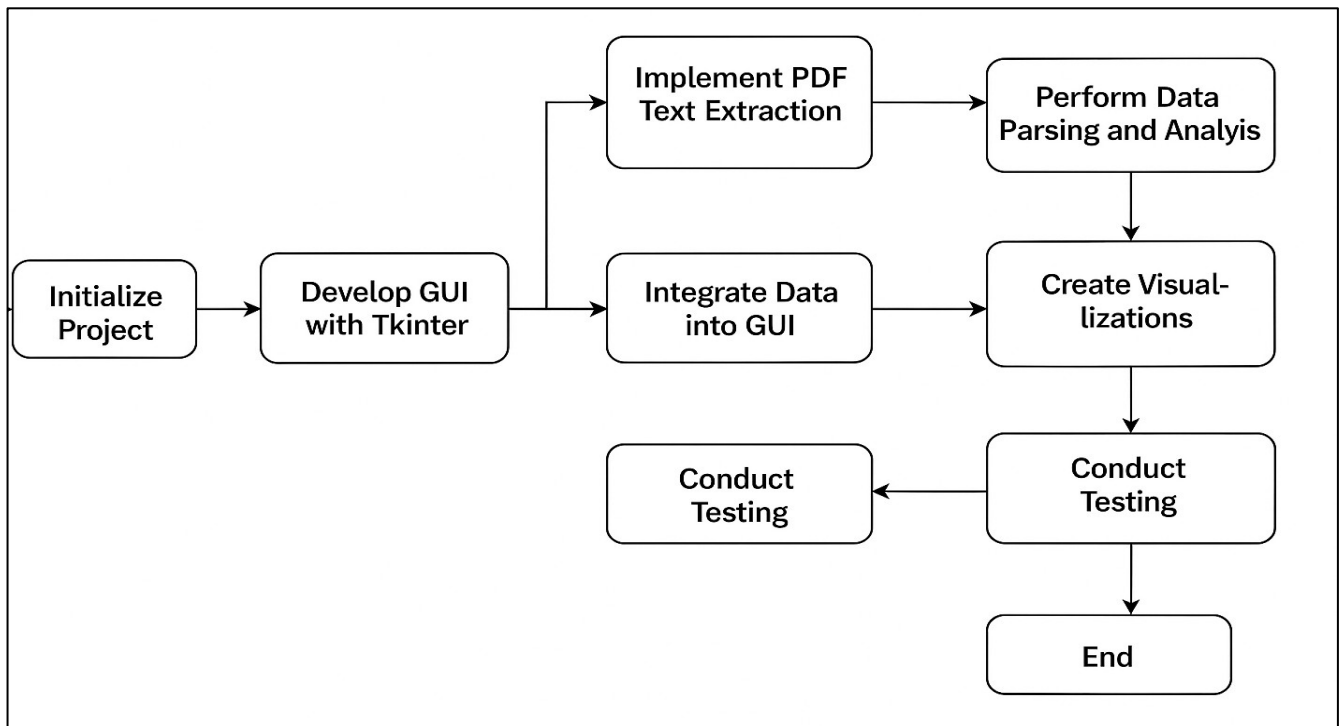 Implement PDF
Text Extraction
Perform Data
Parsing and Analyis
Initialize
Project
Develop GUI
with Tkinter
Integrate Data
into GUI
Create Visual-
lizations
Conduct
Testing
Conduct
Testing
End